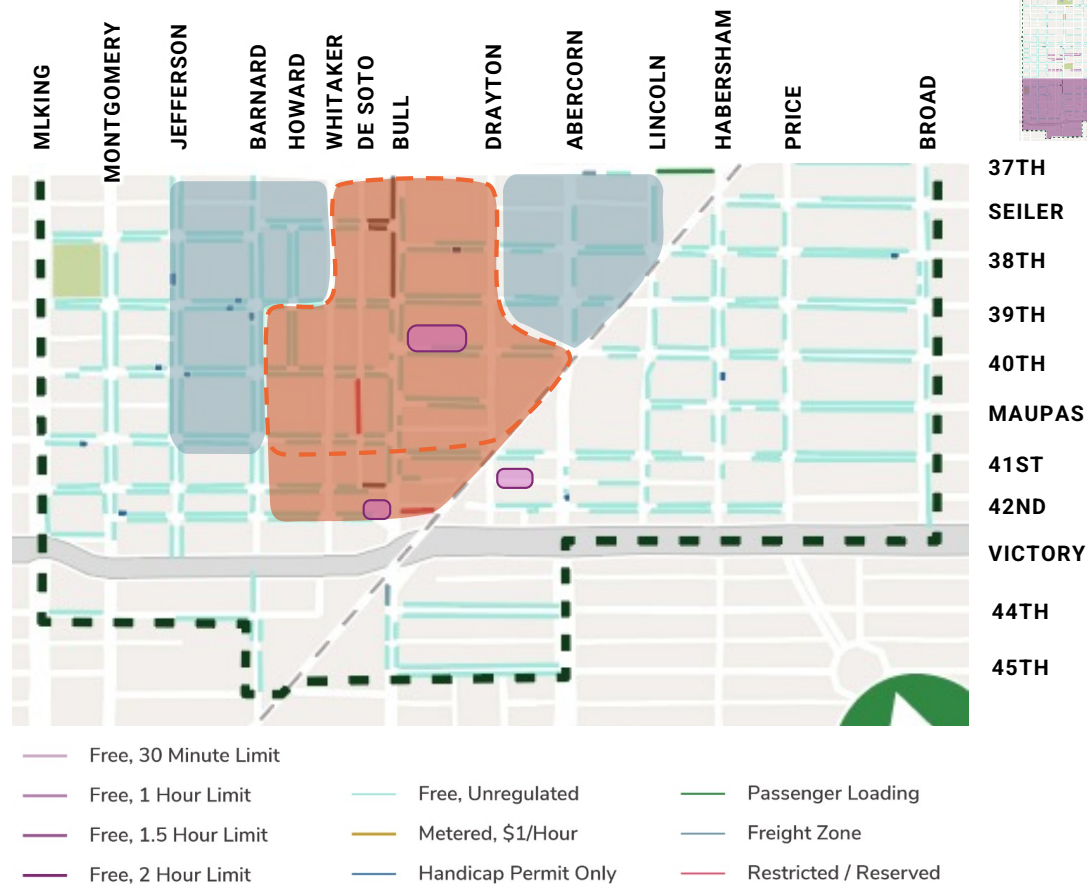 MLKING
MONTGOMERY
JEFFERSON
BARNARD
HOWARD
WHITAKER
DE SOTO
BULL
DRAYTON
ABERCORN
LINCOLN
HABERSHAM
PRICE
BROAD
37TH
SEILER
38TH
39TH
40TH
MAUPAS
41ST
42ND
VICTORY
44TH
45TH
Free, 30 Minute Limit
Free, 1 Hour Limit
Free, 1.5 Hour Limit
Free, 2 Hour Limit
Free, Unregulated
Metered, $1/Hour
Handicap Permit Only
Passenger Loading
Freight Zone
Restricted / Reserved